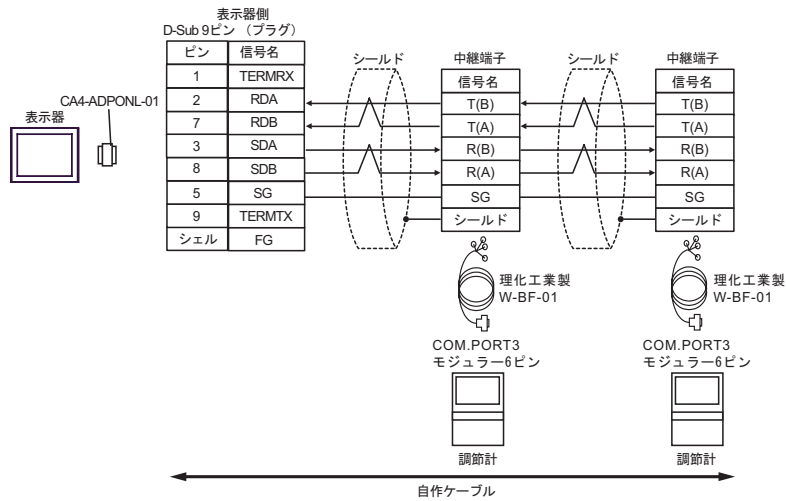 表示器側
D-Sub 9ピン （プラグ）
ピン 信号名
1 TERMRX
2 RDA
7 RDB
3 SDA
8 SDB
5 SG
9 TERMTX
シェル FG
CA4-ADPONL-01
表示器
シールド
中継端子
信号名
T(B)
T(A)
R(B)
R(A)
SG
シールド
シールド
中継端子
信号名
T(B)
T(A)
R(B)
R(A)
SG
シールド
理化工業製
W-BF-01
理化工業製
W-BF-01
COM.PORT3
モジュラー6ピン
COM.PORT3
モジュラー6ピン
調節計
調節計
自作ケーブル